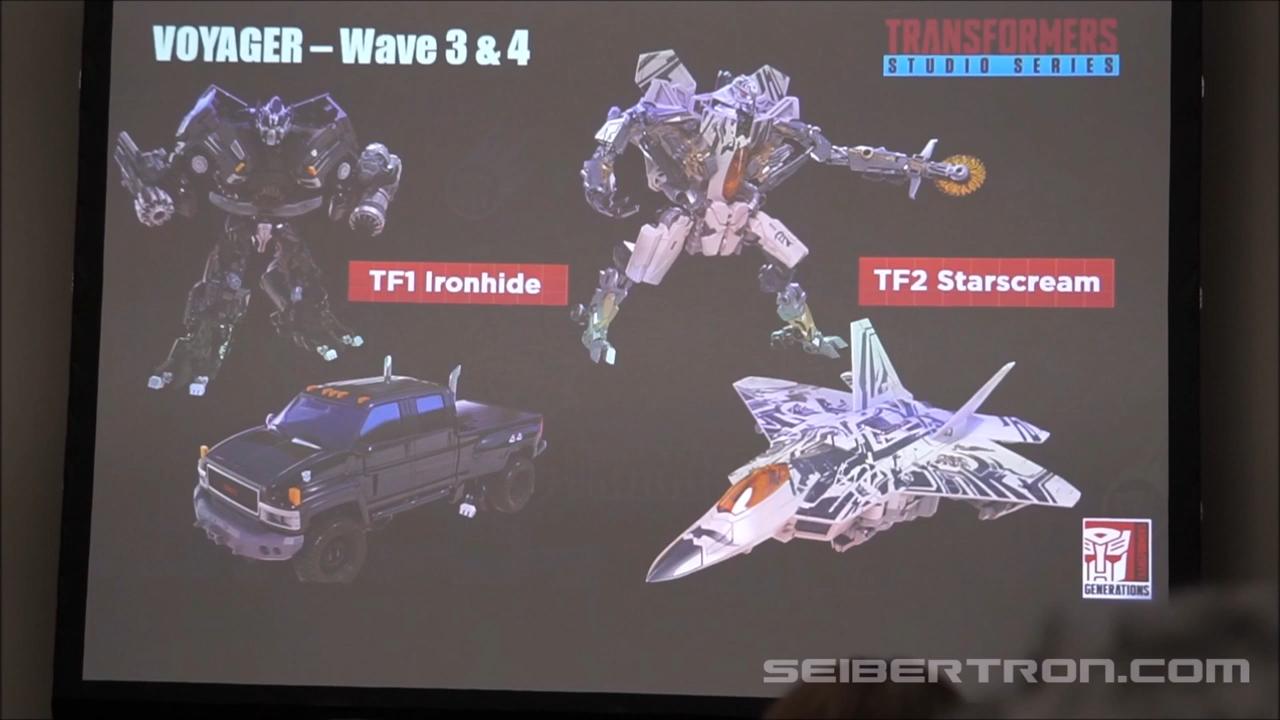 VOYAGER – Wave 3 & 4
TRANSFORMERS
STUDIO SERIES
TF1 Ironhide
TF2 Starscream
GENERATIONS
SEIBERTRON.COM